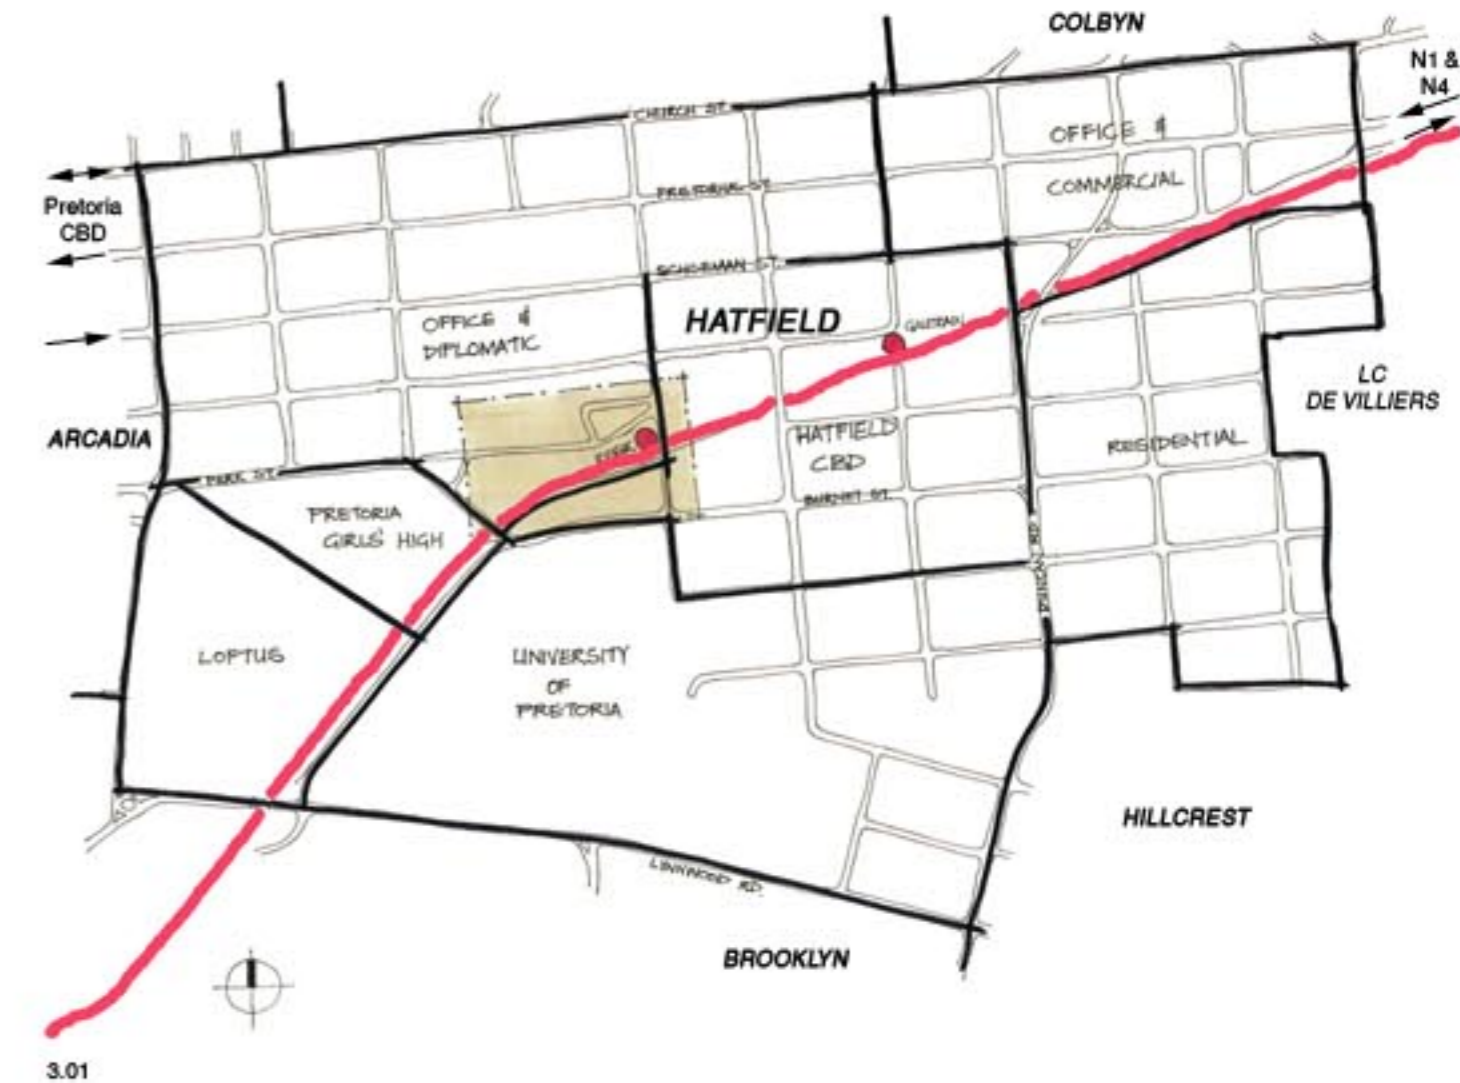 COLBYN
N1 &
N4
CHURCH ST.
OFFICE &
COMMERCIAL
PRETORIUS ST.
Pretoria
CBD
SCHOEMAN ST.
HATFIELD
GAUTRAIN
OFFICE &
DIPLOMATIC
LC
DE VILLIERS
ARCADIA
HATFIELD
CBD
RESIDENTIAL
PARK ST.
BURNETT ST.
PRETORIA
GIRLS' HIGH
DUNCAN RD
LOFTUS
UNIVERSITY
OF
PRETORIA
HILLCREST
LYNNWOOD RD.
BROOKLYN
3.01